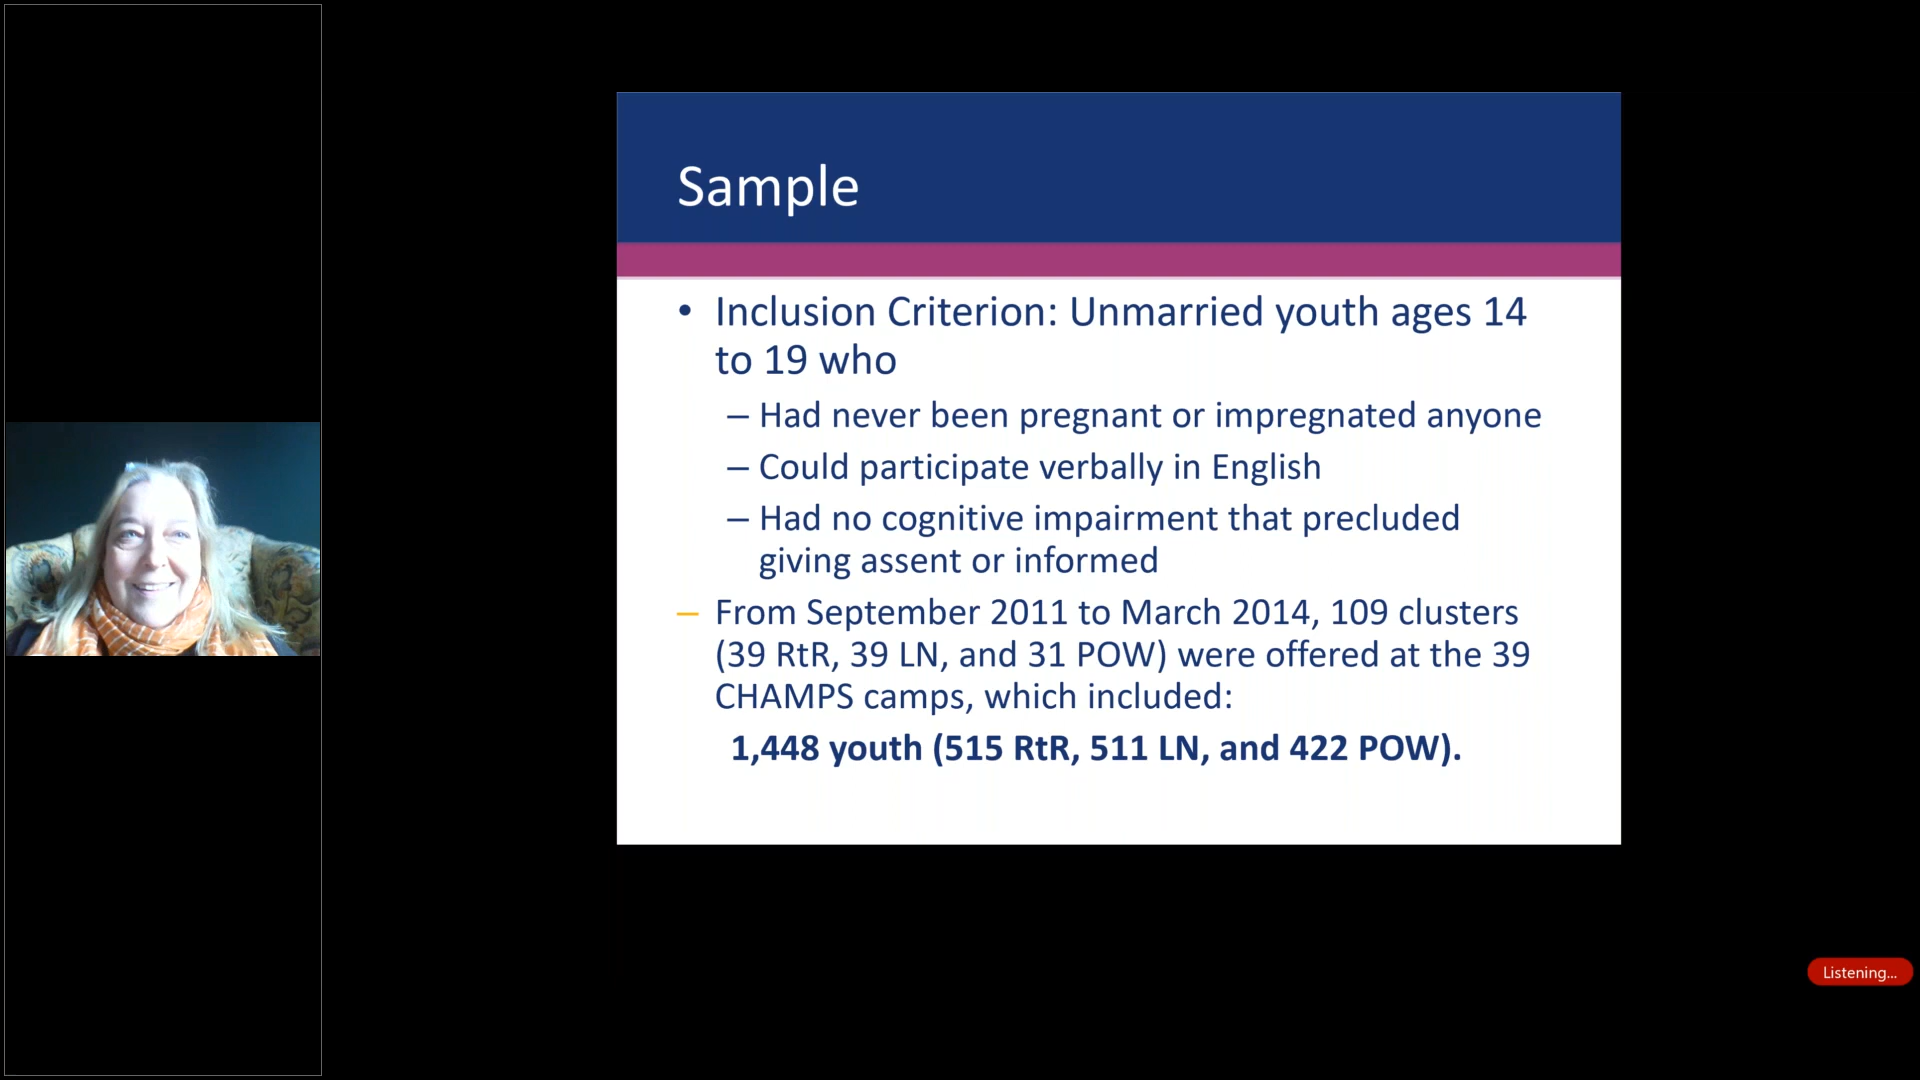 Sample
• Inclusion Criterion: Unmarried youth ages 14
to 19 who
– Had never been pregnant or impregnated anyone
– Could participate verbally in English
– Had no cognitive impairment that precluded
giving assent or informed
– From September 2011 to March 2014, 109 clusters
(39 RtR, 39 LN, and 31 POW) were offered at the 39
CHAMPS camps, which included:
1,448 youth (515 RtR, 511 LN, and 422 POW).
Listening...